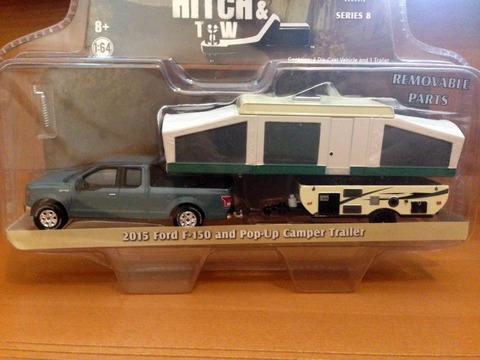 HITCH &
TOW
SERIES 8
8+
1:64
REMOVABLE
PARTS
2015 Ford F-150 and Pop-Up Camper Trailer